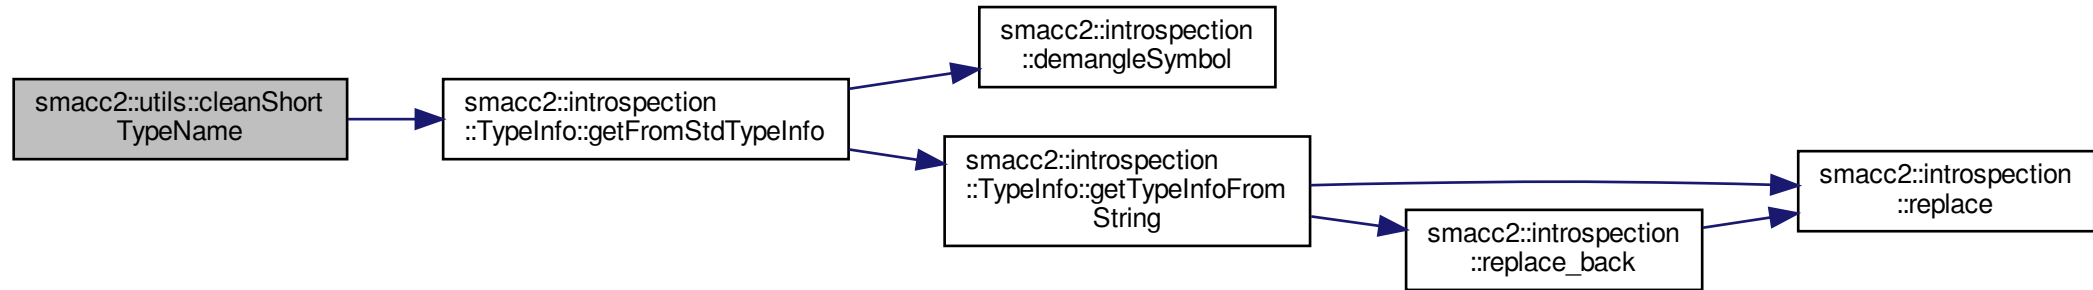 smacc2::utils::cleanShort
TypeName
smacc2::introspection
::TypeInfo::getFromStdTypeInfo
smacc2::introspection
::demangleSymbol
smacc2::introspection
::TypeInfo::getTypeInfoFrom
String
smacc2::introspection
::replace_back
smacc2::introspection
::replace